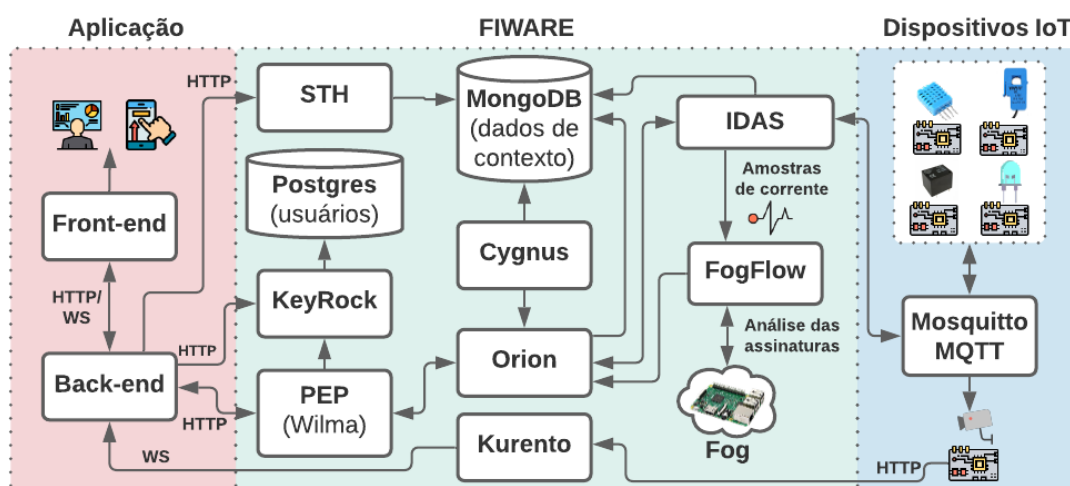 Aplicação
FIWARE
Dispositivos IoT
HTTP
STH
MongoDB
(dados de
contexto)
IDAS
Postgres
(usuários)
Amostras
de corrente
Front-end
Cygnus
FogFlow
KeyRock
HTTP/
WS
HTTP
Mosquitto
MQTT
Análise das
assinaturas
Orion
Back-end
PEP
(Wilma)
HTTP
Kurento
Fog
WS
HTTP